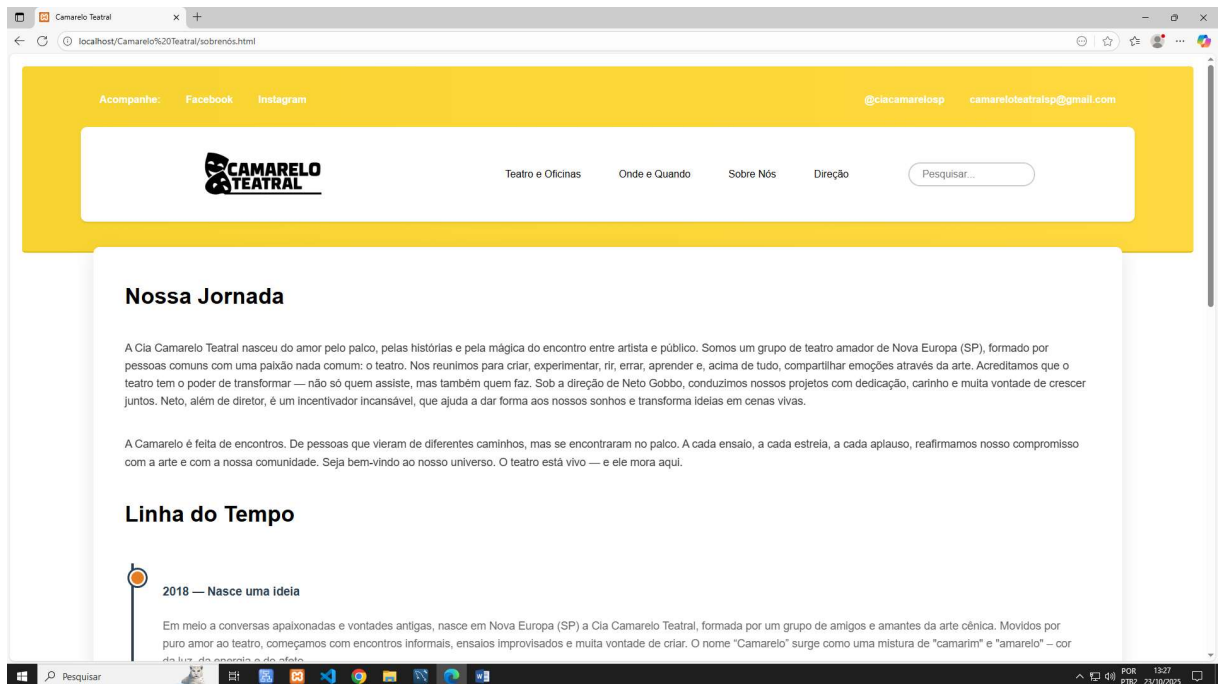 Camarelo Teatral
localhost/Camarelo%20Teatral/sobrenós.html
Acompanhe: Facebook Instagram @ciacamarelosp camareloteatralsp@gmail.com
CAMARELO
TEATRAL
Teatro e Oficinas Onde e Quando Sobre Nós Direção Pesquisar...
Nossa Jornada
A Cia Camarelo Teatral nasceu do amor pelo palco, pelas histórias e pela mágica do encontro entre artista e público. Somos um grupo de teatro amador de Nova Europa (SP), formado por
pessoas comuns com uma paixão nada comum: o teatro. Nos reunimos para criar, experimentar, rir, errar, aprender e, acima de tudo, compartilhar emoções através da arte. Acreditamos que o
teatro tem o poder de transformar — não só quem assiste, mas também quem faz. Sob a direção de Neto Gobbo, conduzimos nossos projetos com dedicação, carinho e muita vontade de crescer
juntos. Neto, além de diretor, é um incentivador incansável, que ajuda a dar forma aos nossos sonhos e transforma ideias em cenas vivas.
A Camarelo é feita de encontros. De pessoas que vieram de diferentes caminhos, mas se encontraram no palco. A cada ensaio, a cada estreia, a cada aplauso, reafirmamos nosso compromisso
com a arte e com a nossa comunidade. Seja bem-vindo ao nosso universo. O teatro está vivo — e ele mora aqui.
Linha do Tempo
2018 — Nasce uma ideia
Em meio a conversas apaixonadas e vontades antigas, nasce em Nova Europa (SP) a Cia Camarelo Teatral, formada por um grupo de amigos e amantes da arte cênica. Movidos por
puro amor ao teatro, começamos com encontros informais, ensaios improvisados e muita vontade de criar. O nome “Camarelo” surge como uma mistura de "camarim" e "amarelo" – cor
da luz, da energia e do afeto.
Pesquisar
POR 13:27
PTB2 23/10/2025